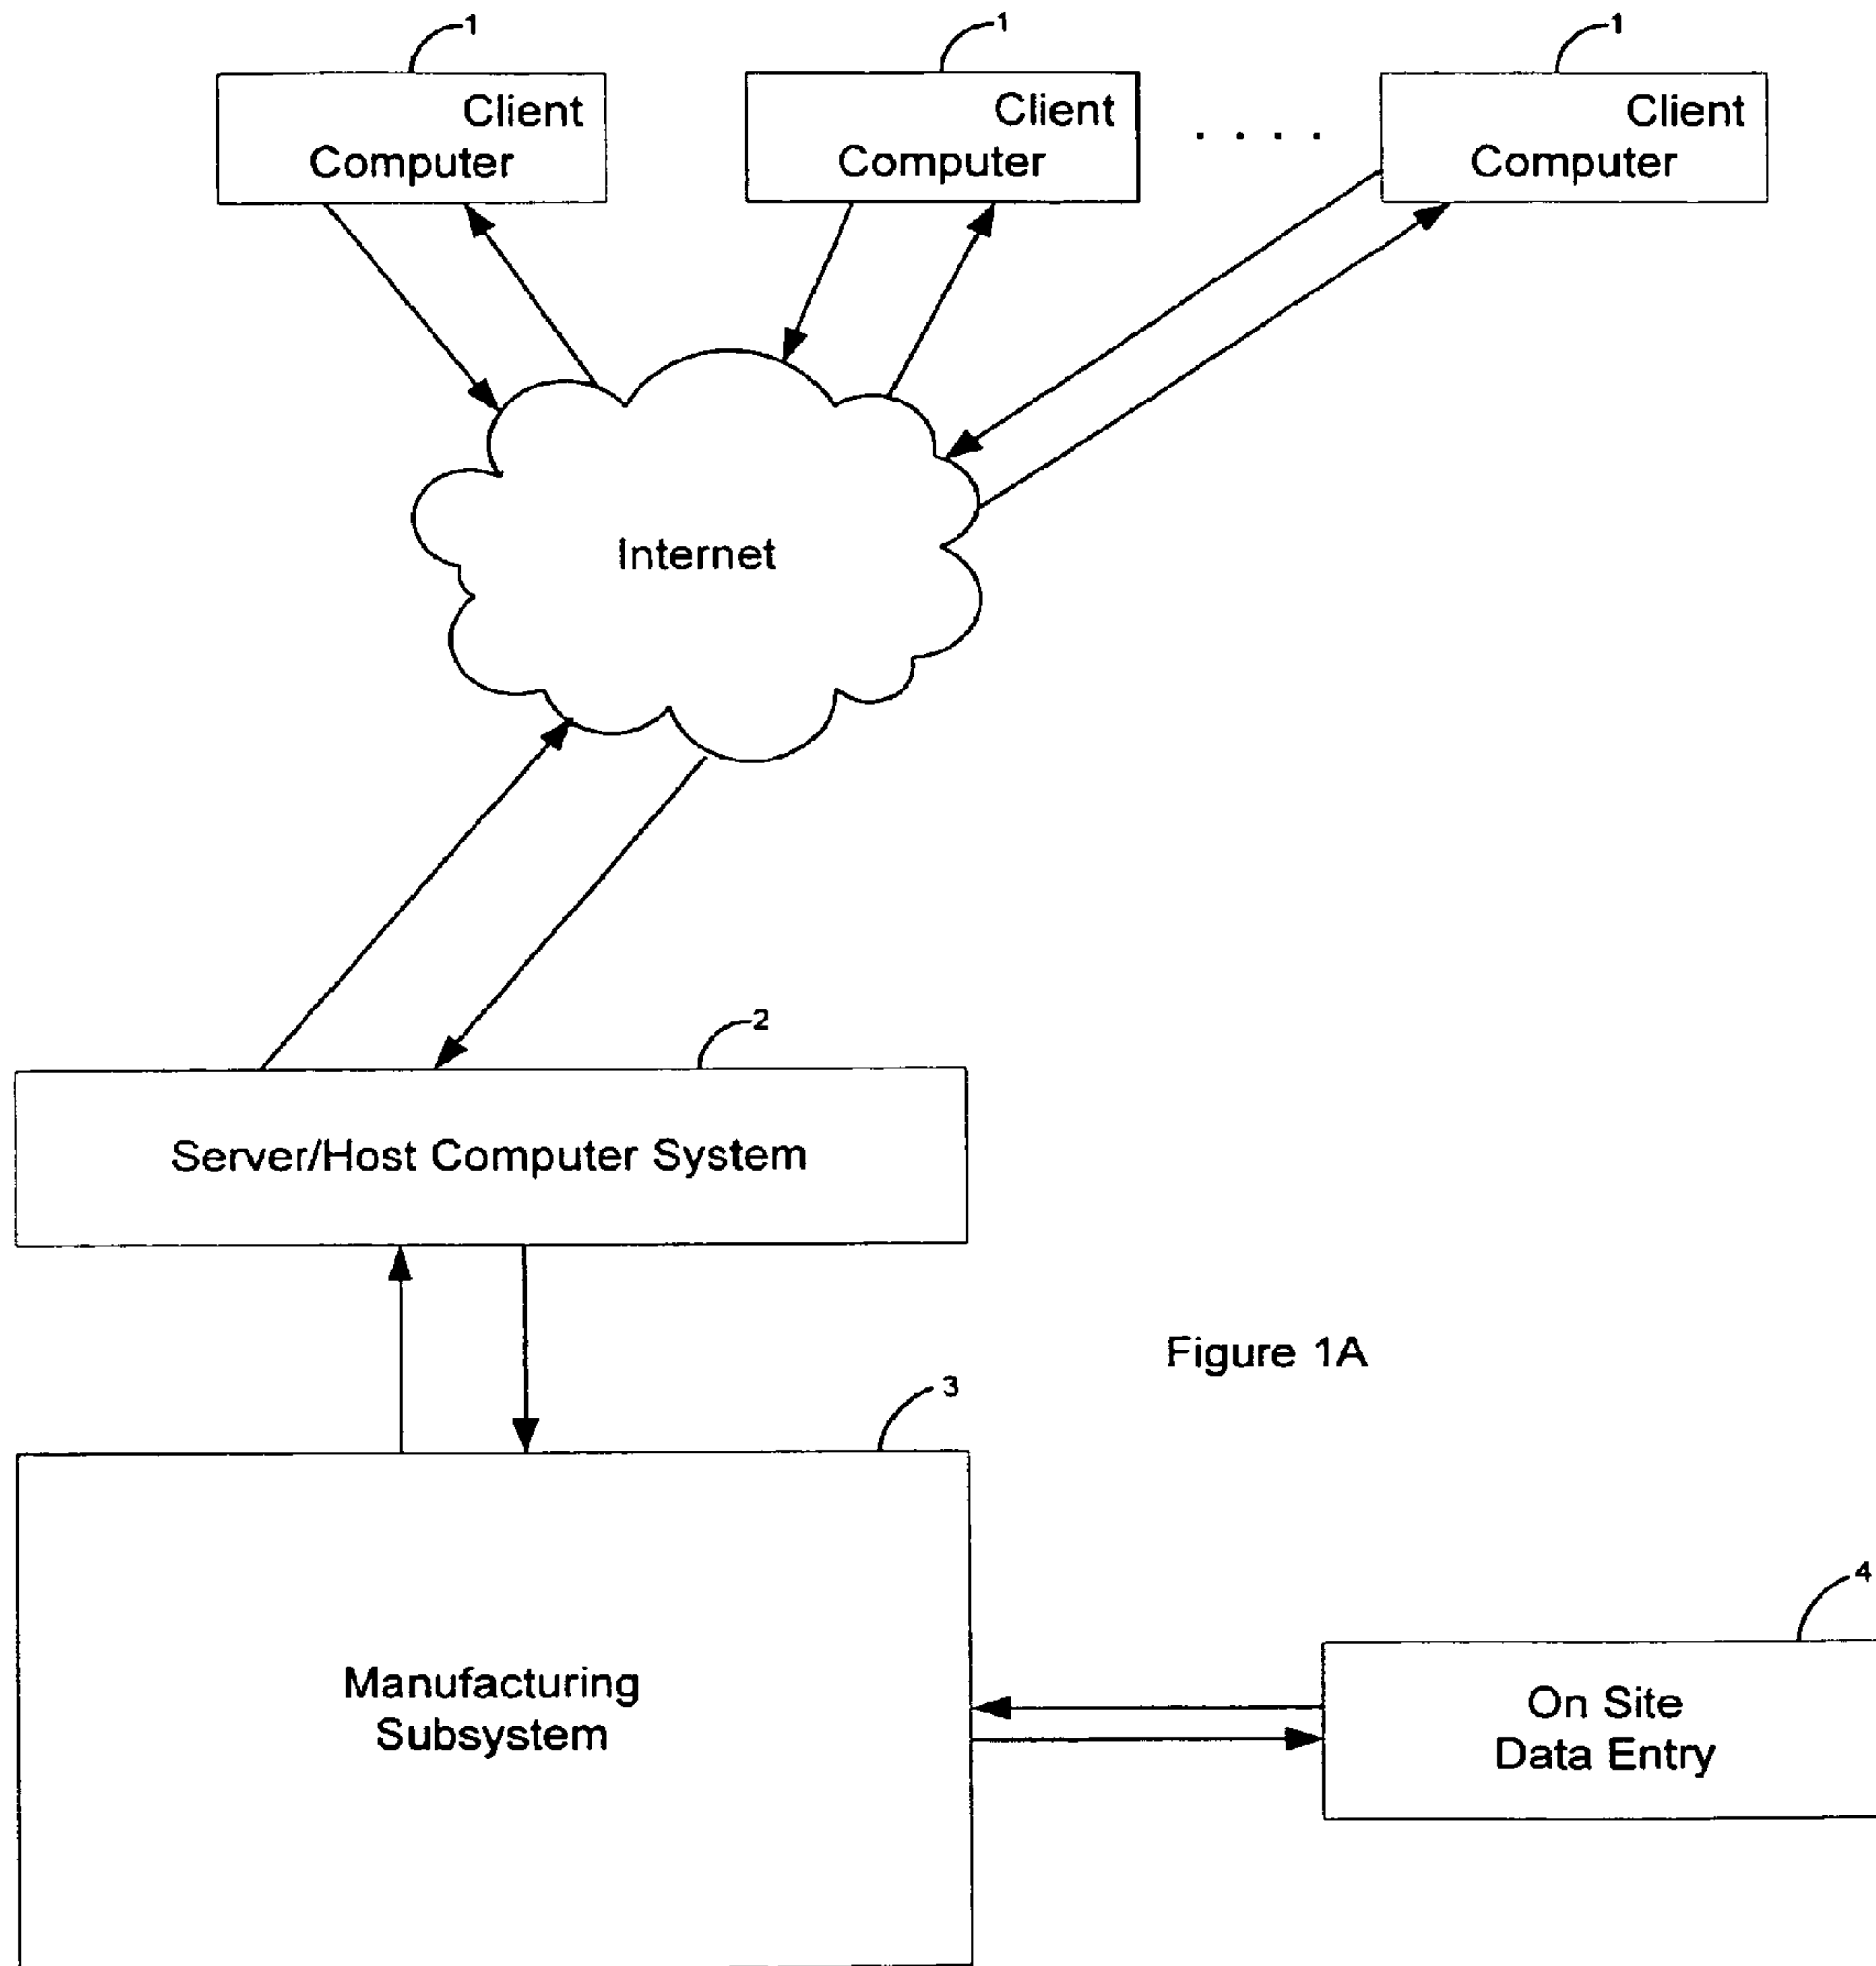 1
1
1
Client
Computer
Client
Computer
. . . .
Client
Computer
Internet
2
Server/Host Computer System
Figure 1A
3
Manufacturing
Subsystem
4
On Site
Data Entry